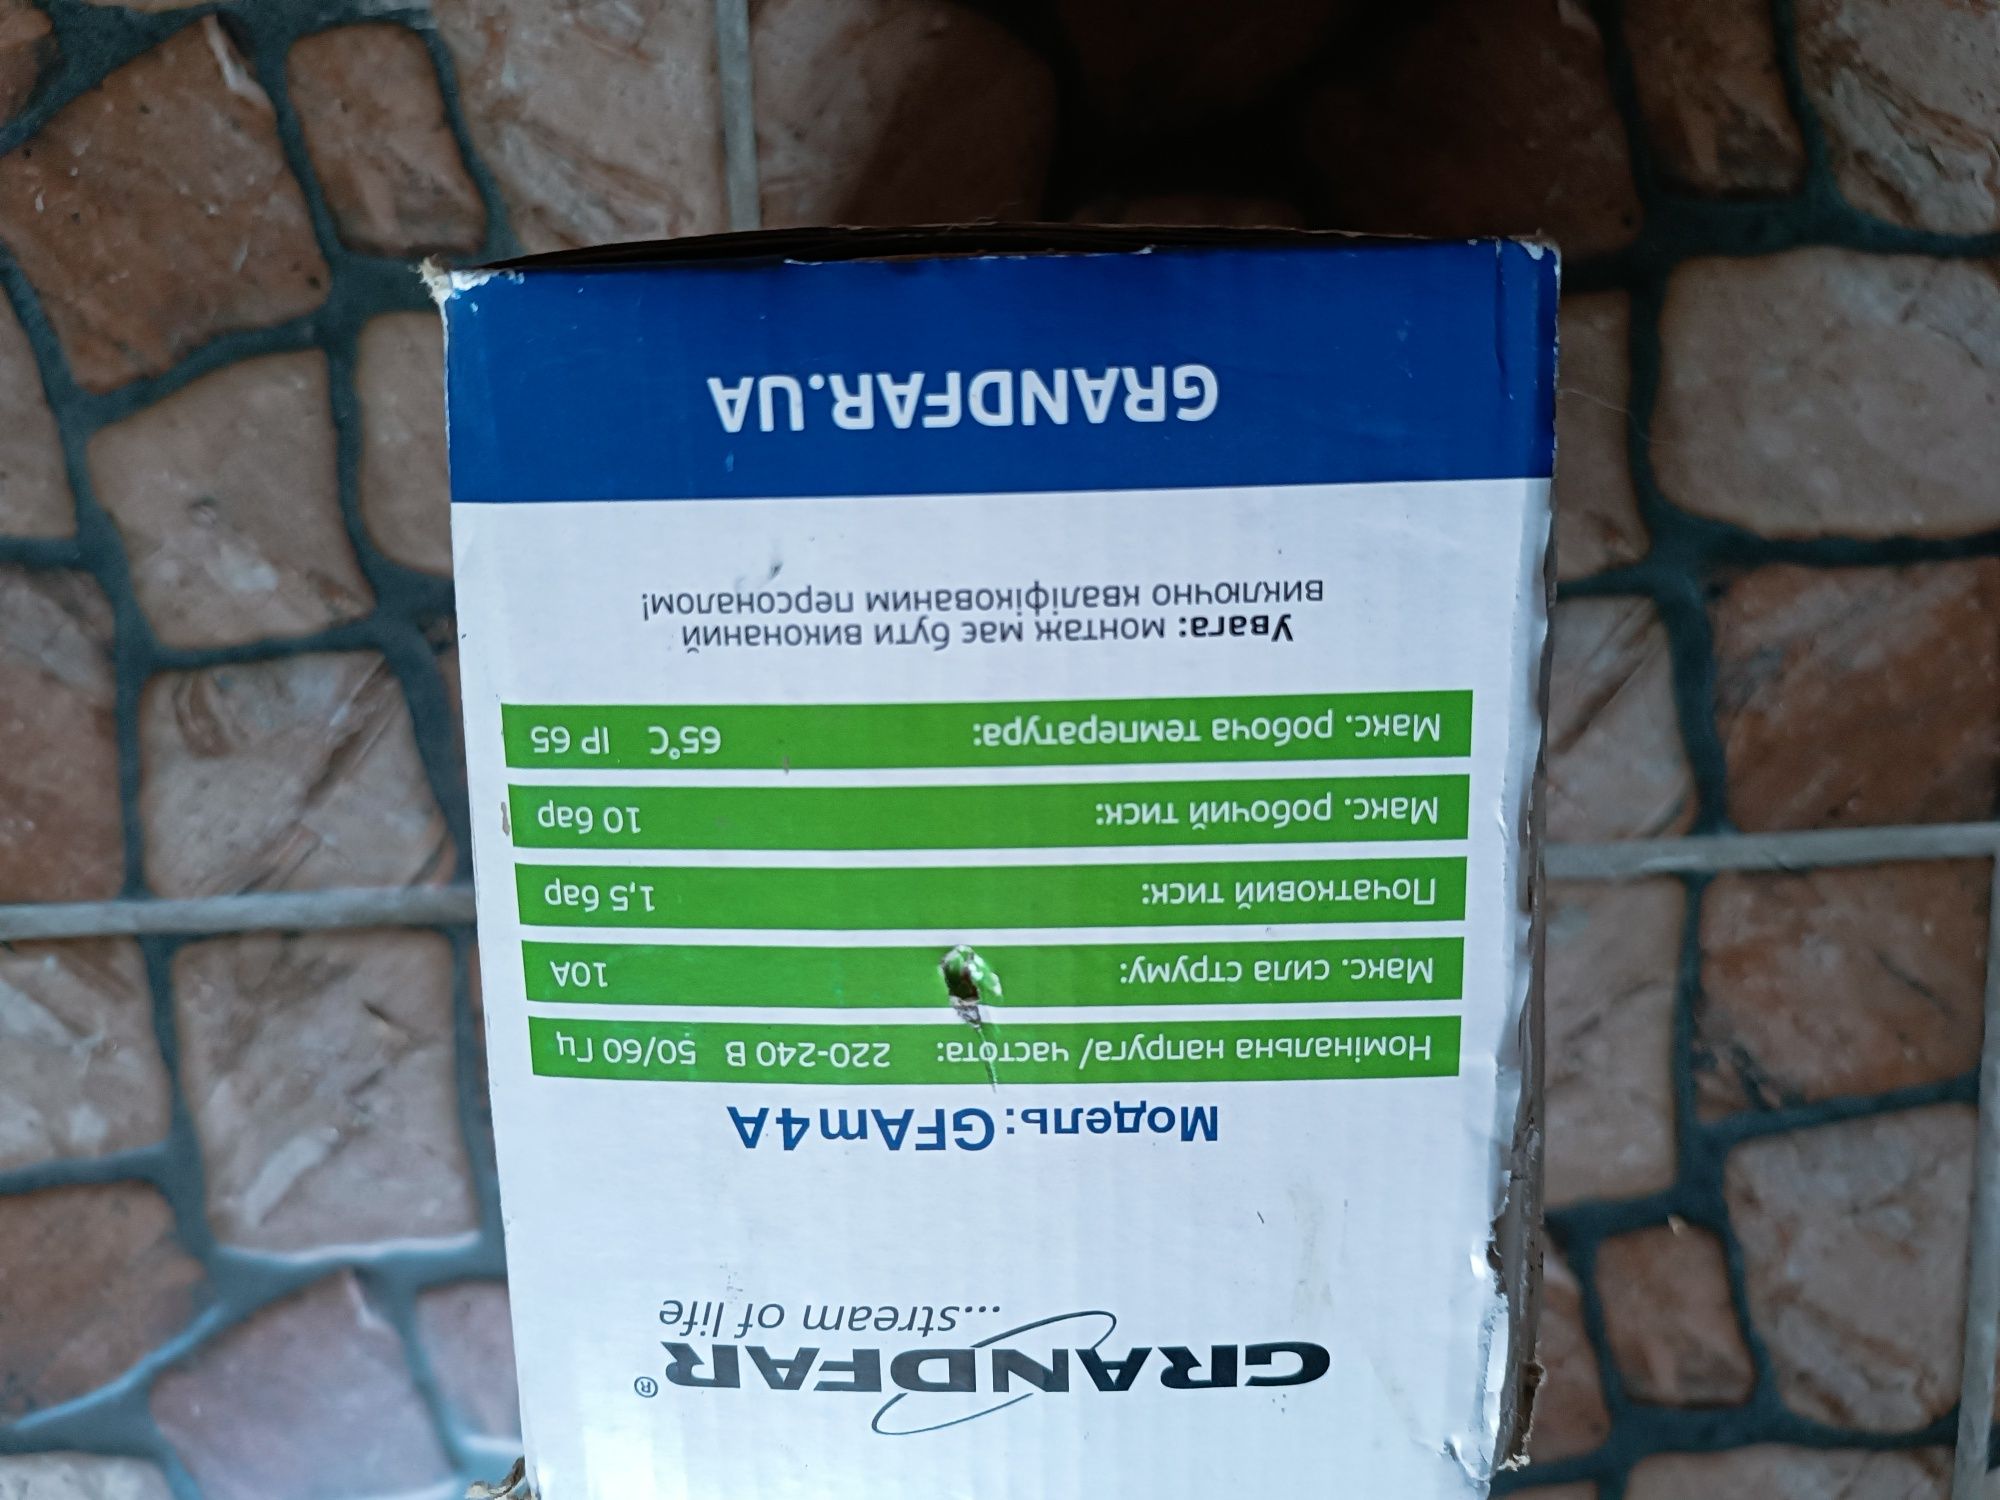 GRANDFAR®
...stream of life
Модель: GFAm4A
Номінальна напруга/ частота: 220-240 В 50/60 Гц
Макс. сила струму: 10А
Початковий тиск: 1,5 бар
Макс. робочий тиск: 10 бар
Макс. робоча температура: 65°C IP 65
Увага: монтаж має бути виконаний
виключно кваліфікованим персоналом!
GRANDFAR.UA